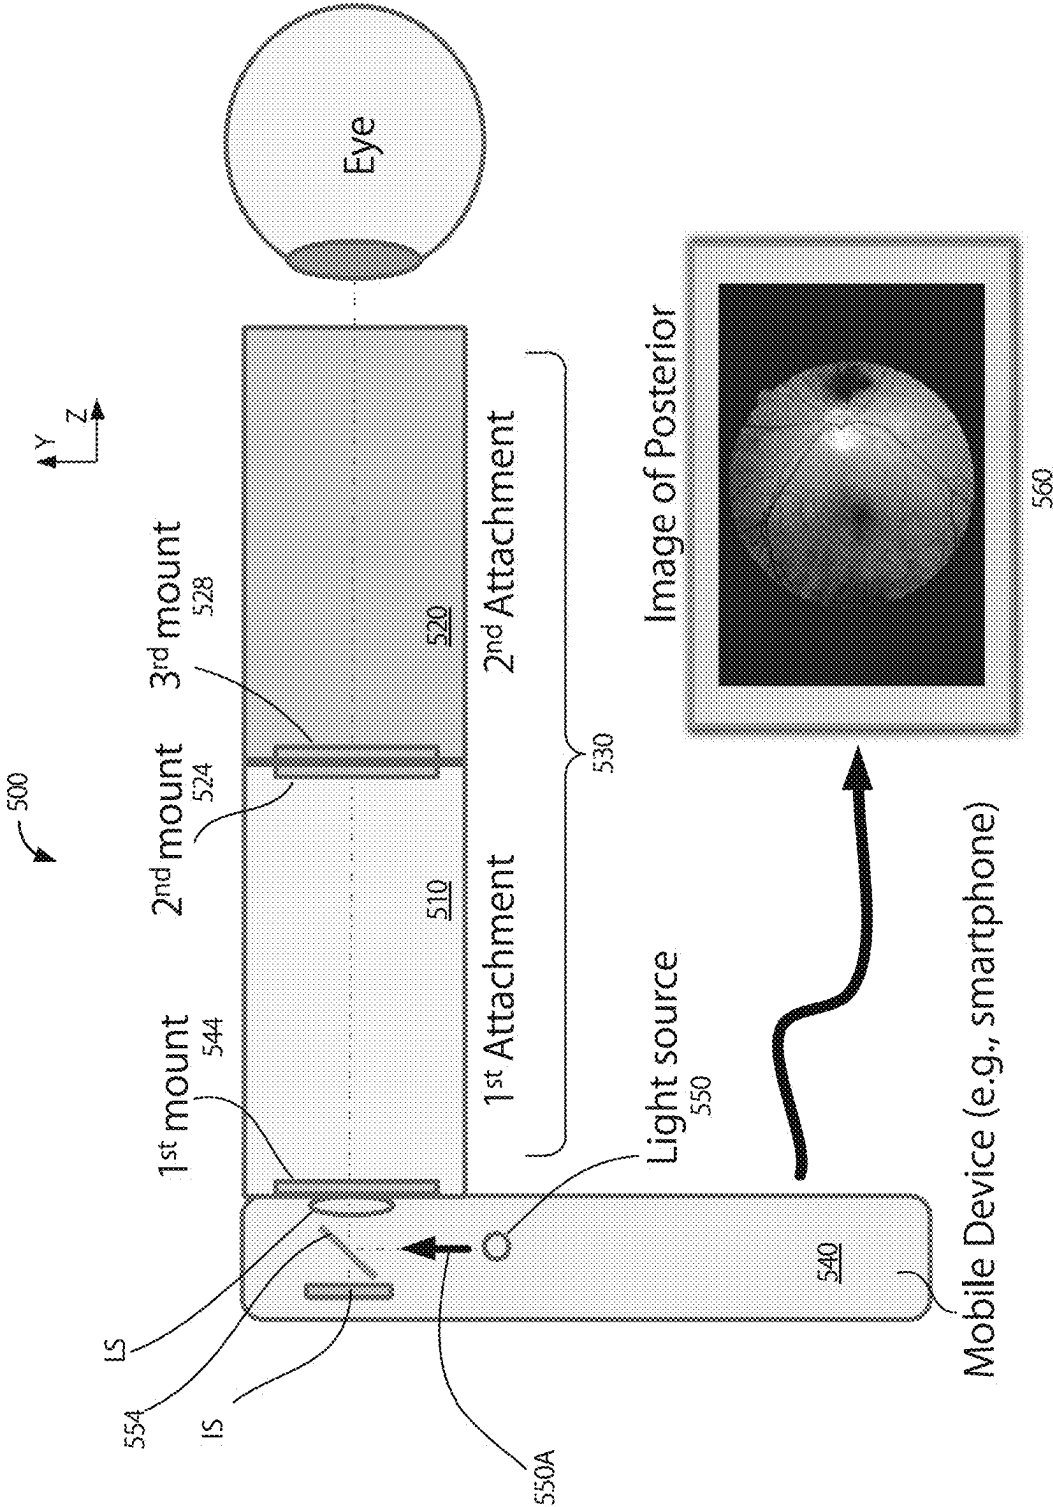 500
Y
Z
1st mount
544
2nd mount
524
3rd mount
528
LS
554
IS
550A
510
520
Eye
1st Attachment
2nd Attachment
530
Light source
550
540
Mobile Device (e.g., smartphone)
Image of Posterior
560